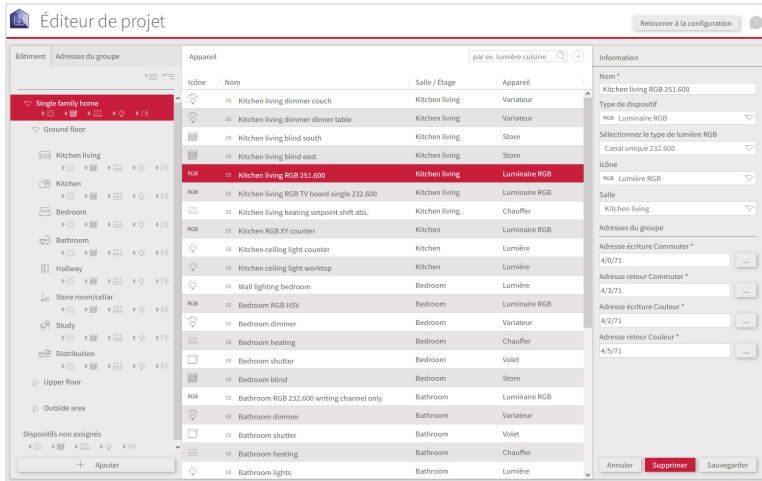 Éditeur de projet
Retourner à la configuration
?
Bâtiment Adresses du groupe
Single family home
Ground floor
Kitchen living
Kitchen
Bedroom
Bathroom
Hallway
Store room/cellar
Study
Distribution
Upper floor
Outside area
Dispositifs non assignés
+ Ajouter
Appareil par ex. lumière cuisine
Icône Nom Salle / Étage Appareil
Kitchen living dimmer couch Kitchen living Variateur
Kitchen living dimmer dinner table Kitchen living Variateur
Kitchen living blind south Kitchen living Store
Kitchen living blind east Kitchen living Store
RGB Kitchen living RGB 251.600 Kitchen living Luminaire RGB
RGB Kitchen living RGB TV board single 232.600 Kitchen living Luminaire RGB
Kitchen living heating setpoint shift abs. Kitchen living Chauffer
RGB Kitchen RGB XY counter Kitchen Luminaire RGB
Kitchen ceiling light counter Kitchen Lumière
Kitchen ceiling light worktop Kitchen Lumière
Wall lighting bedroom Bedroom Lumière
RGB Bedroom RGB HSV Bedroom Luminaire RGB
Bedroom dimmer Bedroom Variateur
Bedroom heating Bedroom Chauffer
Bedroom shutter Bedroom Volet
Bedroom blind Bedroom Store
RGB Bathroom RGB 232.600 writing channel only Bathroom Luminaire RGB
Bathroom dimmer Bathroom Variateur
Bathroom shutter Bathroom Volet
Bathroom heating Bathroom Chauffer
Bathroom lights Bathroom Lumière
Information
Nom *
Kitchen living RGB 251.600
Type de dispositif
RGB Luminaire RGB
Sélectionnez le type de lumière RGB
Canal unique 232.600
Icône
RGB Lumière RGB
Salle
Kitchen living
Adresses du groupe
Adresse écriture Commuter *
4/0/71 ...
Adresse retour Commuter *
4/3/71 ...
Adresse écriture Couleur *
4/2/71 ...
Adresse retour Couleur *
4/5/71 ...
Annuler Supprimer Sauvegarder